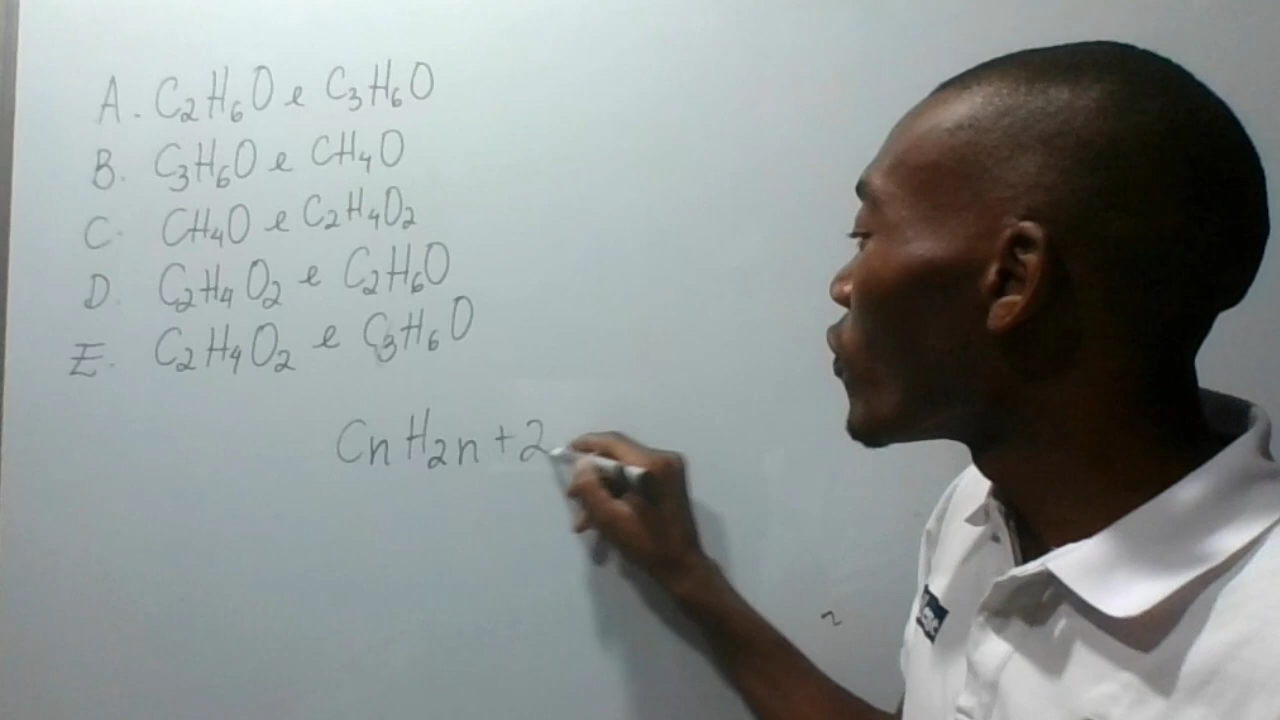 A. C₂H₆O e C₃H₆O
B. C₃H₆O e CH₄O
C. CH₄O e C₂H₄O₂
D. C₂H₄O₂ e C₂H₆O
E. C₂H₄O₂ e C₃H₆O
CnH₂n+2